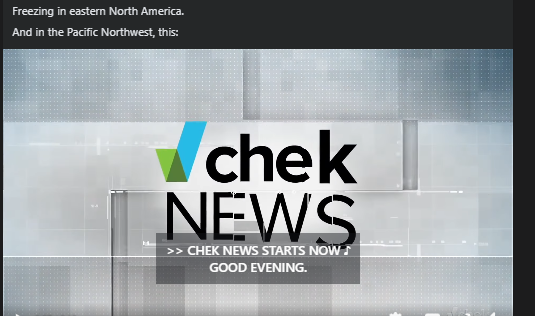 Freezing in eastern North America.
And in the Pacific Northwest, this:
chek
NEWS
>> CHEK NEWS STARTS NOW ♪
GOOD EVENING.